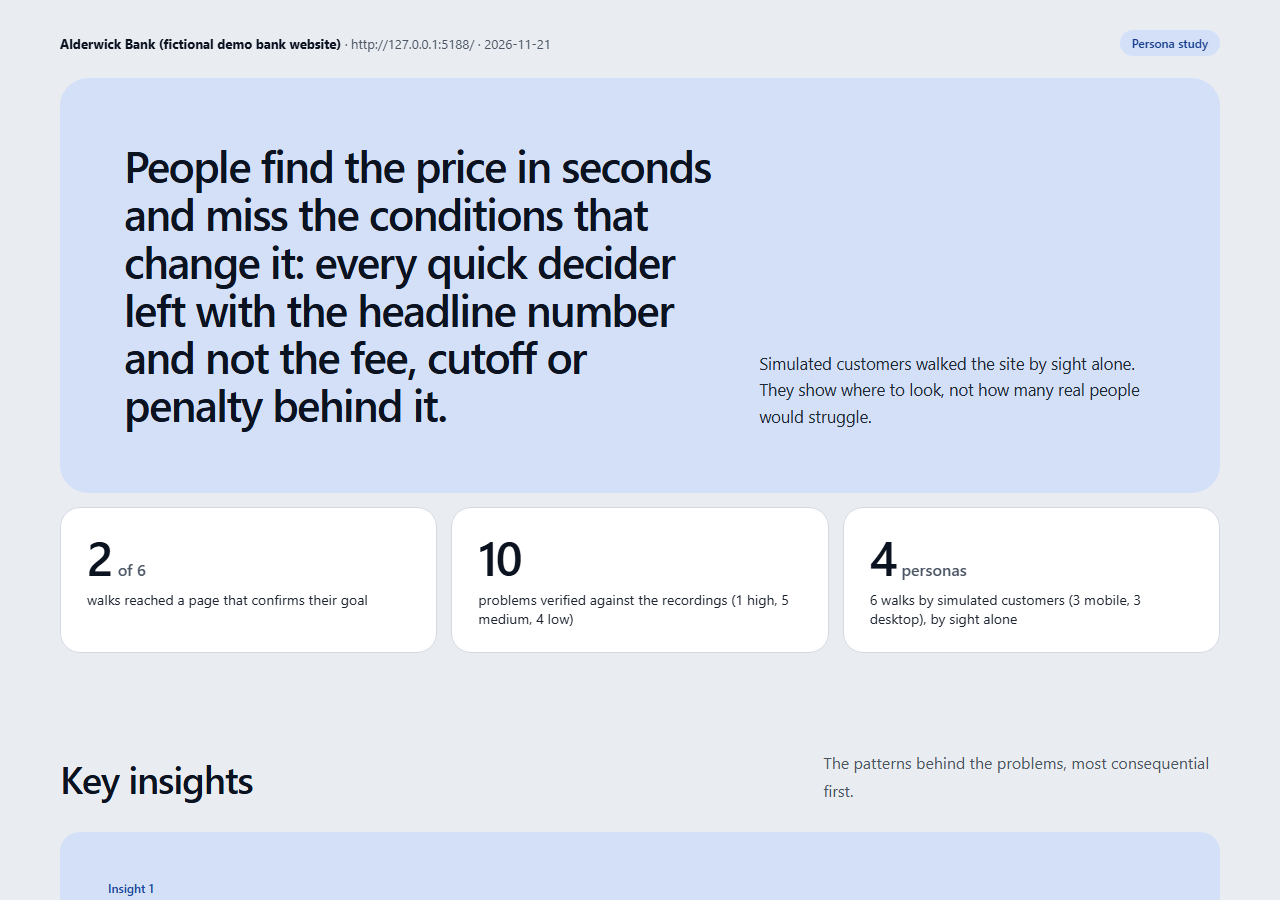 Alderwick Bank (fictional demo bank website) · http://127.0.0.1:5188/ · 2026-11-21
Persona study
People find the price in seconds
and miss the conditions that
change it: every quick decider
left with the headline number
and not the fee, cutoff or
penalty behind it.
Simulated customers walked the site by sight alone.
They show where to look, not how many real people
would struggle.
2 of 6
walks reached a page that confirms their goal
10
problems verified against the recordings (1 high, 5
medium, 4 low)
4 personas
6 walks by simulated customers (3 mobile, 3
desktop), by sight alone
Key insights
The patterns behind the problems, most consequential
first.
Insight 1